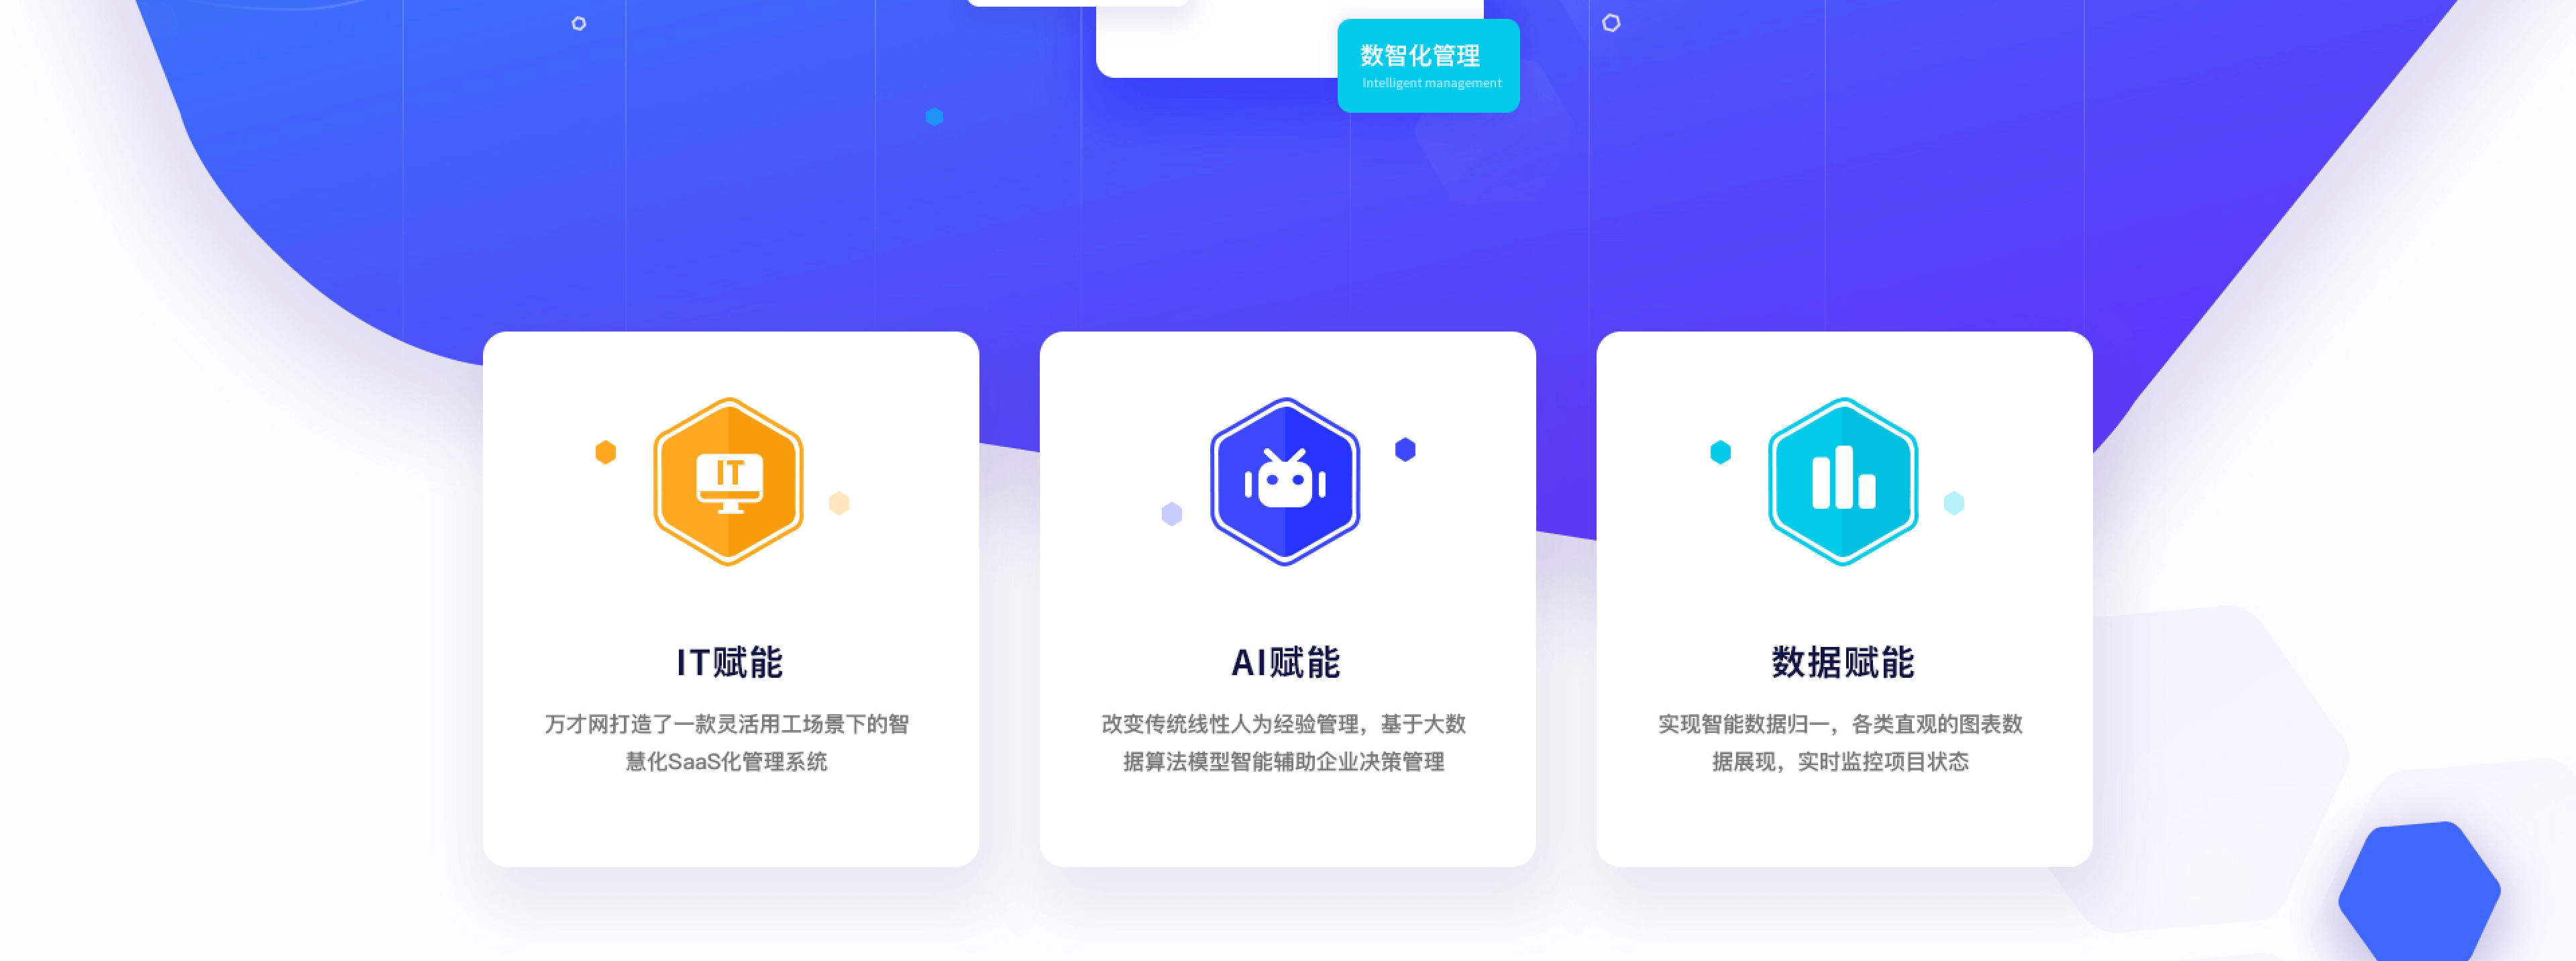 数智化管理
Intelligent management
IT
IT赋能
万才网打造了一款灵活用工场景下的智
慧化SaaS化管理系统
AI赋能
改变传统线性人为经验管理，基于大数
据算法模型智能辅助企业决策管理
数据赋能
实现智能数据归一，各类直观的图表数
据展现，实时监控项目状态